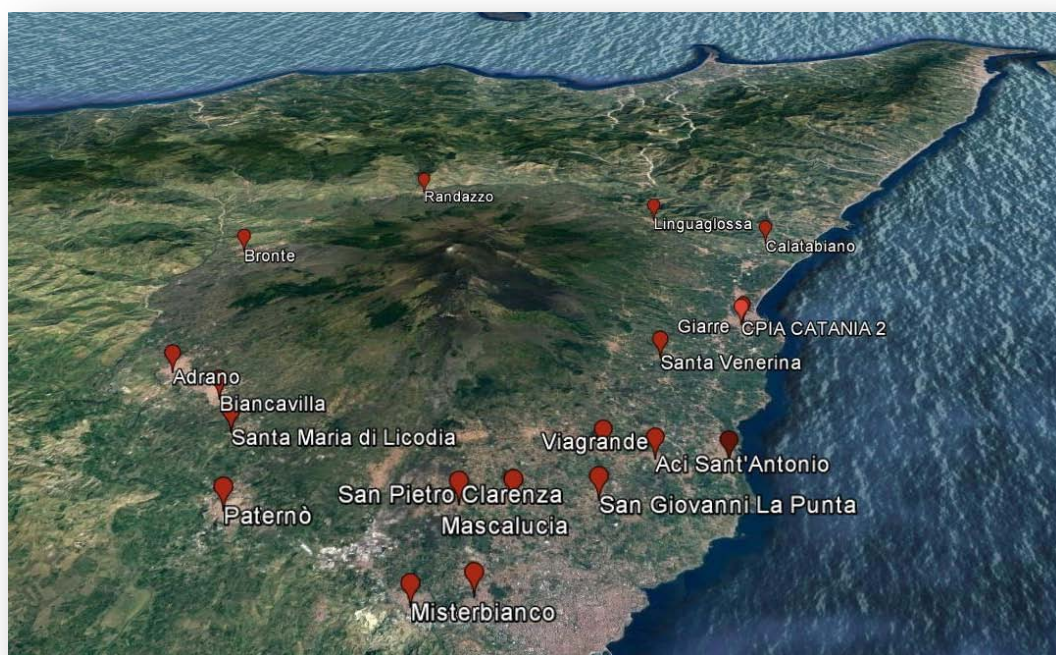 Randazzo
Linguaglossa
Calatabiano
Bronte
Giarre
CPIA CATANIA 2
Santa Venerina
Adrano
Biancavilla
Santa Maria di Licodia
Viagrande
Aci Sant'Antonio
San Pietro Clarenza
San Giovanni La Punta
Paternò
Mascalucia
Misterbianco